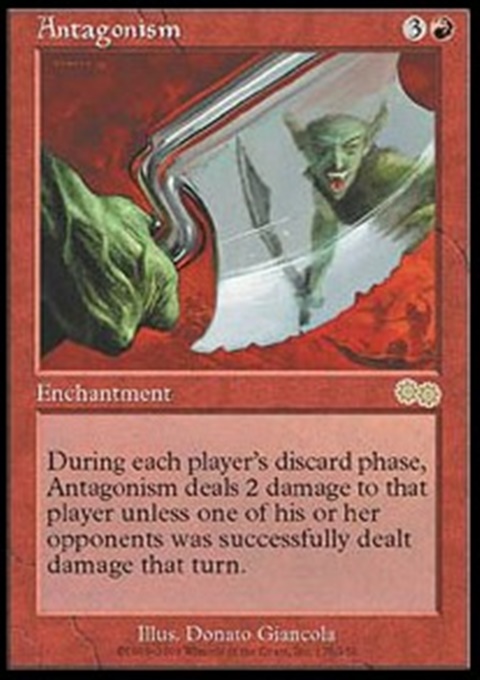 Antagonism
3
Enchantment
During each player's discard phase,
Antagonism deals 2 damage to that
player unless one of his or her
opponents was successfully dealt
damage that turn.
Illus. Donato Giancola